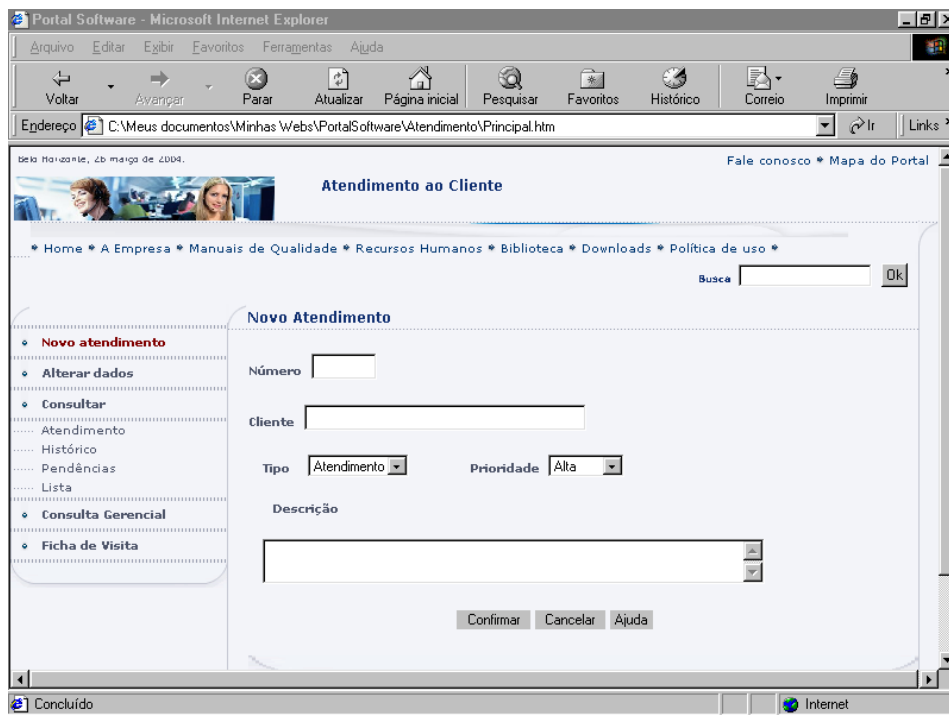 Portal Software - Microsoft Internet Explorer
Arquivo Editar Exibir Favoritos Ferramentas Ajuda
Voltar Avançar Parar Atualizar Página inicial Pesquisar Favoritos Histórico Correio Imprimir
Endereço C:\Meus documentos\Minhas Webs\PortalSoftware\Atendimento\Principal.htm Ir Links
Belo Horizonte, 26 março de 2004. Fale conosco * Mapa do Portal
Atendimento ao Cliente
* Home * A Empresa * Manuais de Qualidade * Recursos Humanos * Biblioteca * Downloads * Política de uso *
Busca Ok
Novo Atendimento
Novo atendimento
Alterar dados
Consultar
Atendimento
Histórico
Pendências
Lista
Consulta Gerencial
Ficha de Visita
Número
Cliente
Tipo Atendimento Prioridade Alta
Descrição
Confirmar Cancelar Ajuda
Concluído Internet